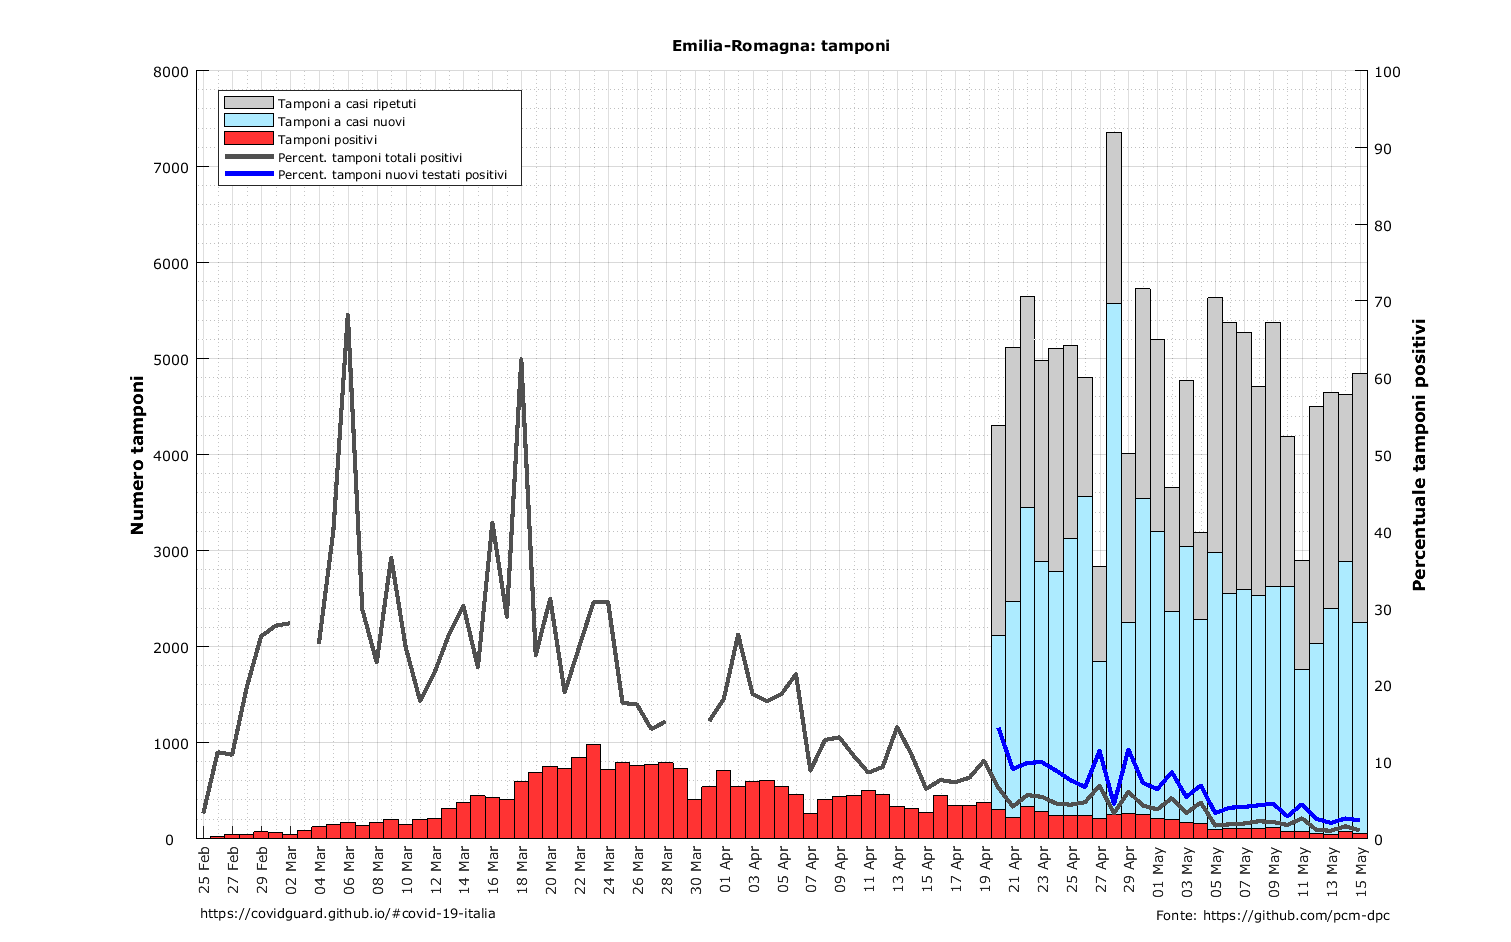 Emilia-Romagna: tamponi
Tamponi a casi ripetuti
Tamponi a casi nuovi
Tamponi positivi
Percent. tamponi totali positivi
Percent. tamponi nuovi testati positivi
Numero tamponi
8000
7000
6000
5000
4000
3000
2000
1000
0
Percentuale tamponi positivi
100
90
80
70
60
50
40
30
20
10
0
25 Feb
27 Feb
29 Feb
02 Mar
04 Mar
06 Mar
08 Mar
10 Mar
12 Mar
14 Mar
16 Mar
18 Mar
20 Mar
22 Mar
24 Mar
26 Mar
28 Mar
30 Mar
01 Apr
03 Apr
05 Apr
07 Apr
09 Apr
11 Apr
13 Apr
15 Apr
17 Apr
19 Apr
21 Apr
23 Apr
25 Apr
27 Apr
29 Apr
01 May
03 May
05 May
07 May
09 May
11 May
13 May
15 May
https://covidguard.github.io/#covid-19-italia
Fonte: https://github.com/pcm-dpc